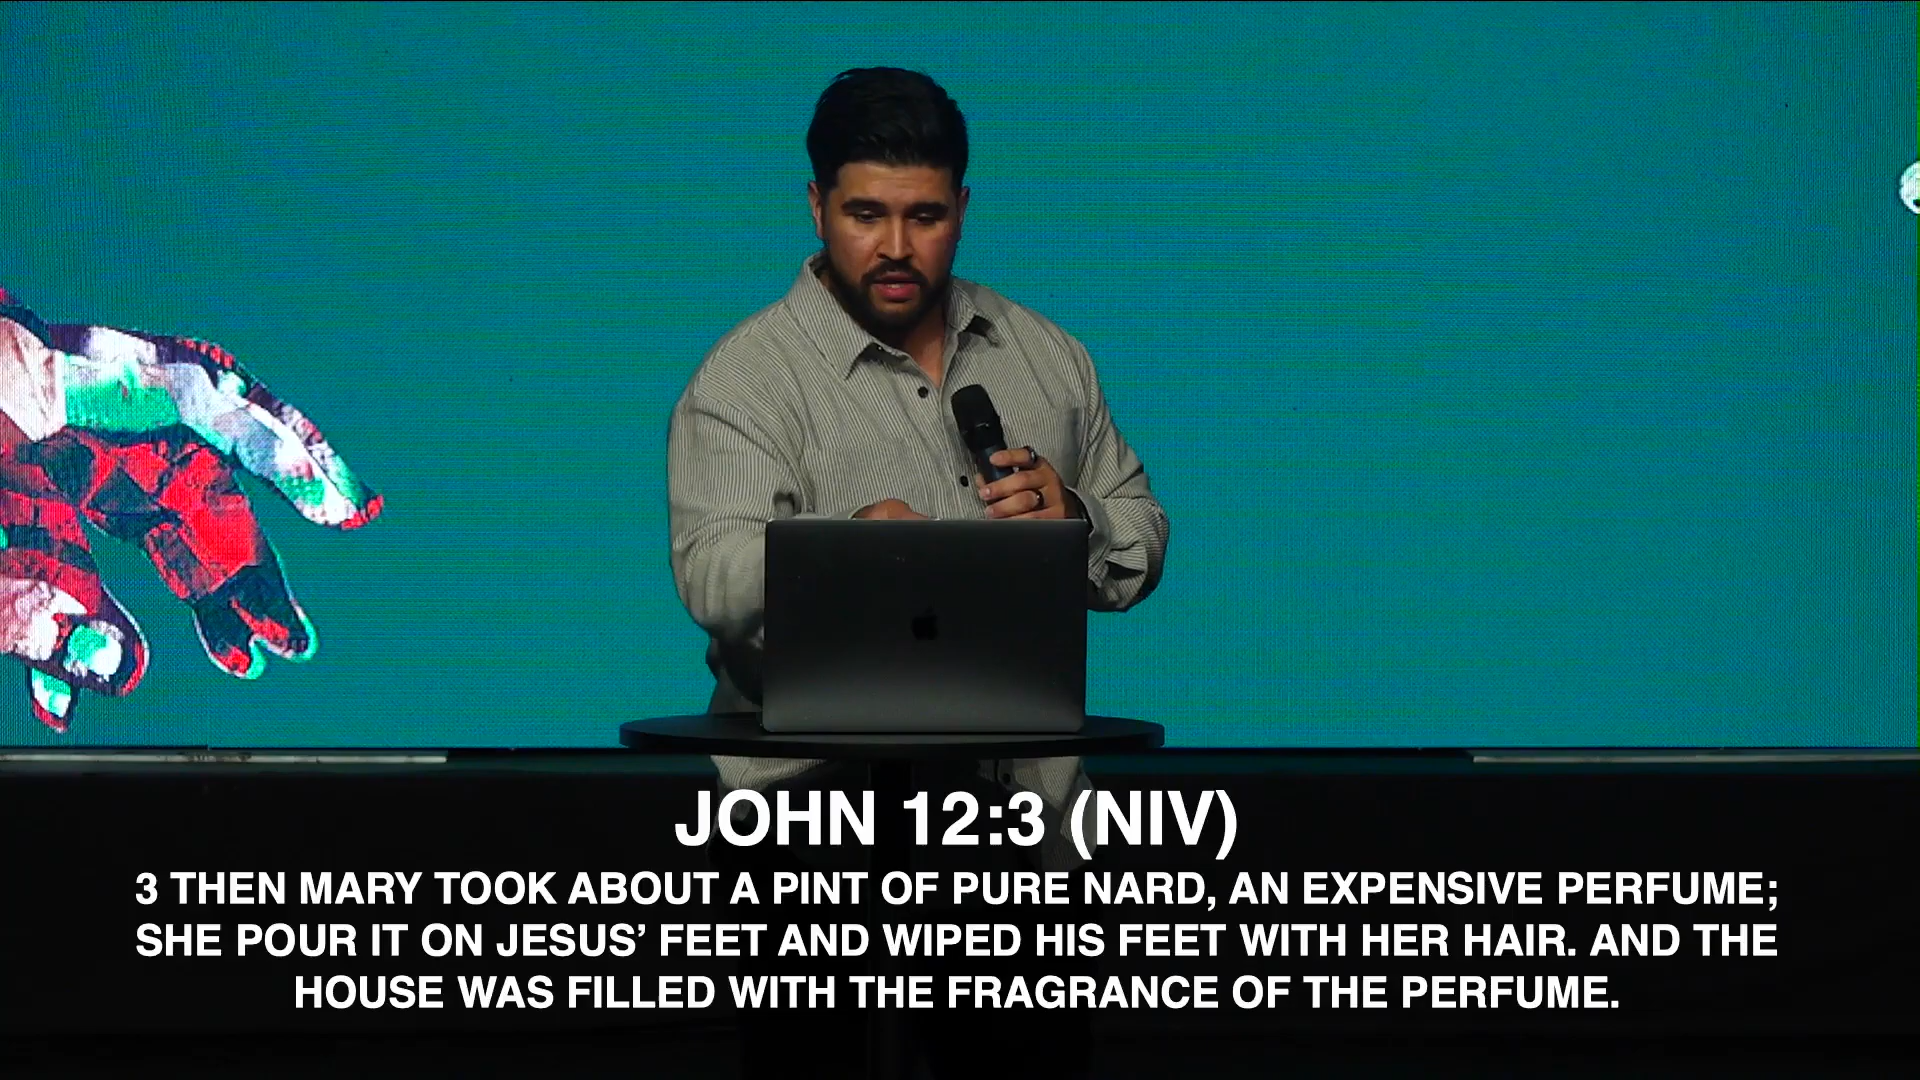 JOHN 12:3 (NIV)
3 THEN MARY TOOK ABOUT A PINT OF PURE NARD, AN EXPENSIVE PERFUME;
SHE POUR IT ON JESUS’ FEET AND WIPED HIS FEET WITH HER HAIR. AND THE
HOUSE WAS FILLED WITH THE FRAGRANCE OF THE PERFUME.